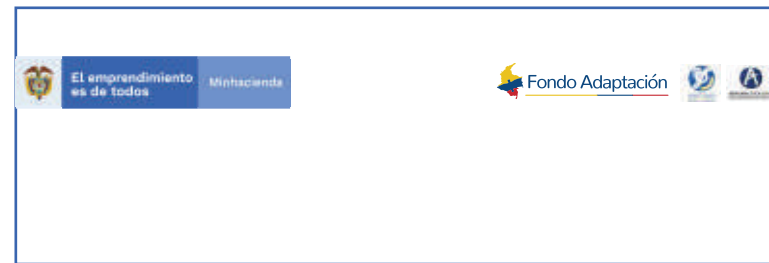 El emprendimiento
es de todos
Minhacienda
Fondo Adaptación